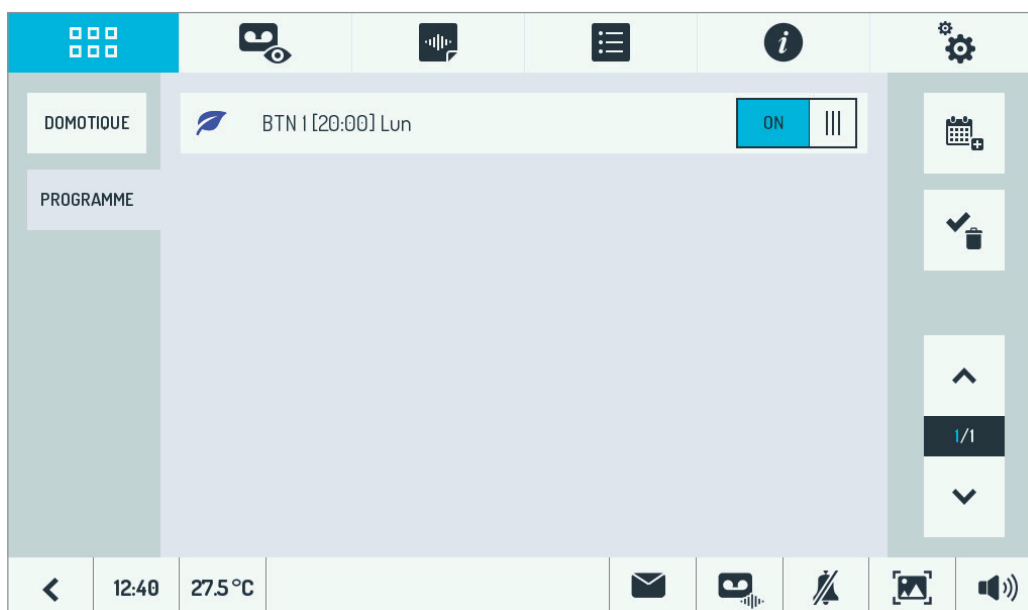 DOMOTIQUE
BTN 1 [20:00] Lun
ON
PROGRAMME
1/1
12:40
27.5 °C